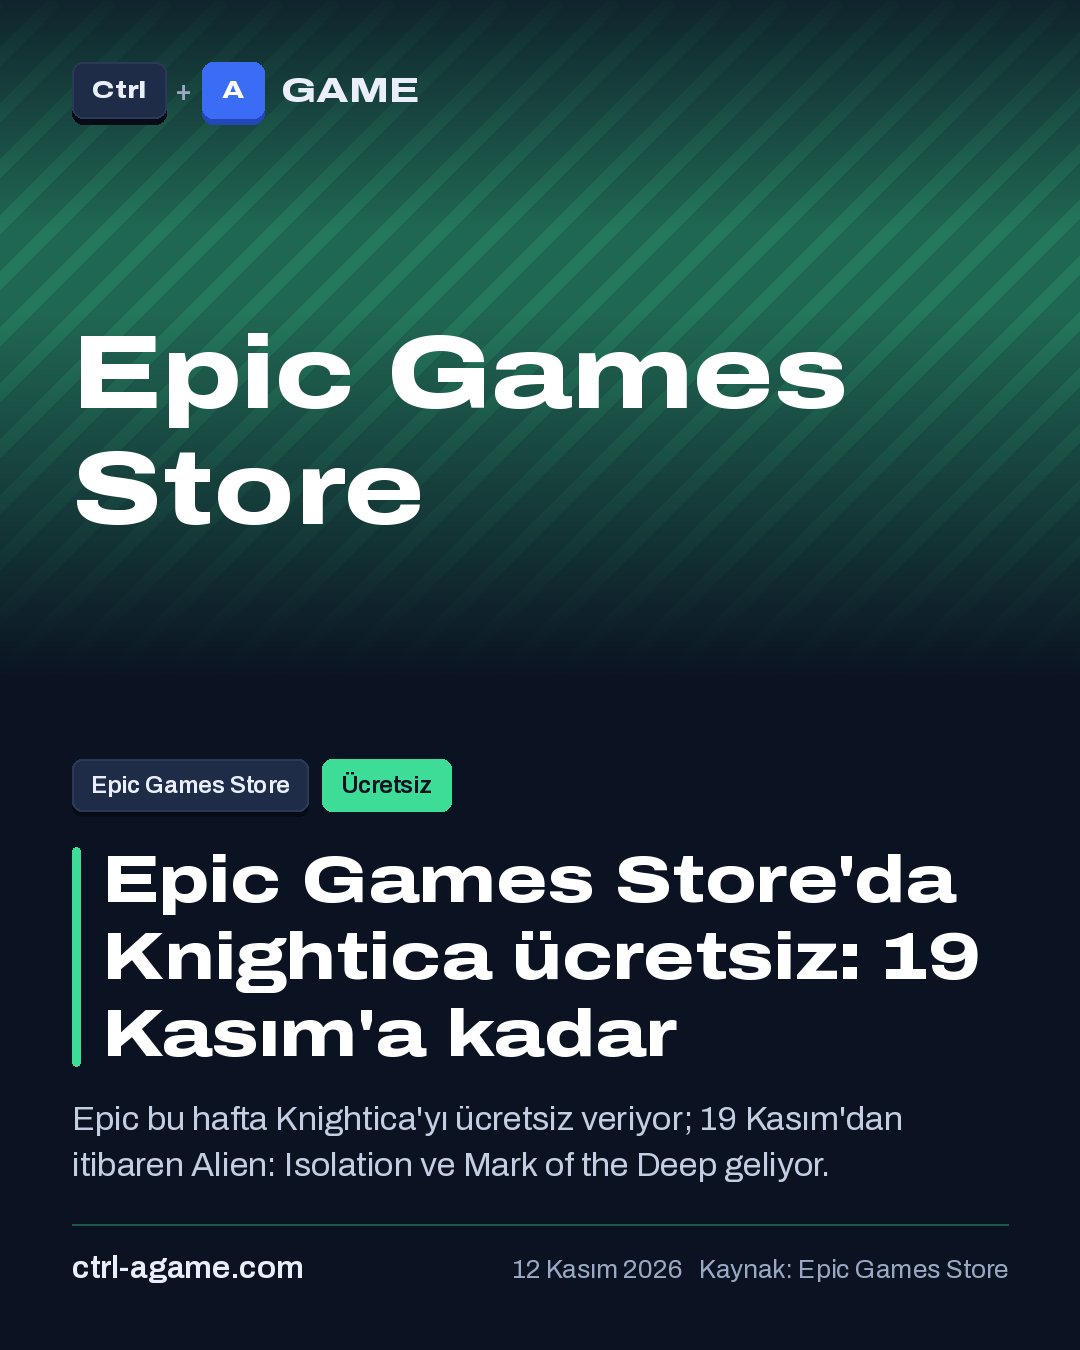 Ctrl + A GAME
Epic Games
Store
Epic Games Store Ücretsiz
Epic Games Store'da
Knightica ücretsiz: 19
Kasım'a kadar
Epic bu hafta Knightica'yı ücretsiz veriyor; 19 Kasım'dan
itibaren Alien: Isolation ve Mark of the Deep geliyor.
ctrl-agame.com 12 Kasım 2026 Kaynak: Epic Games Store